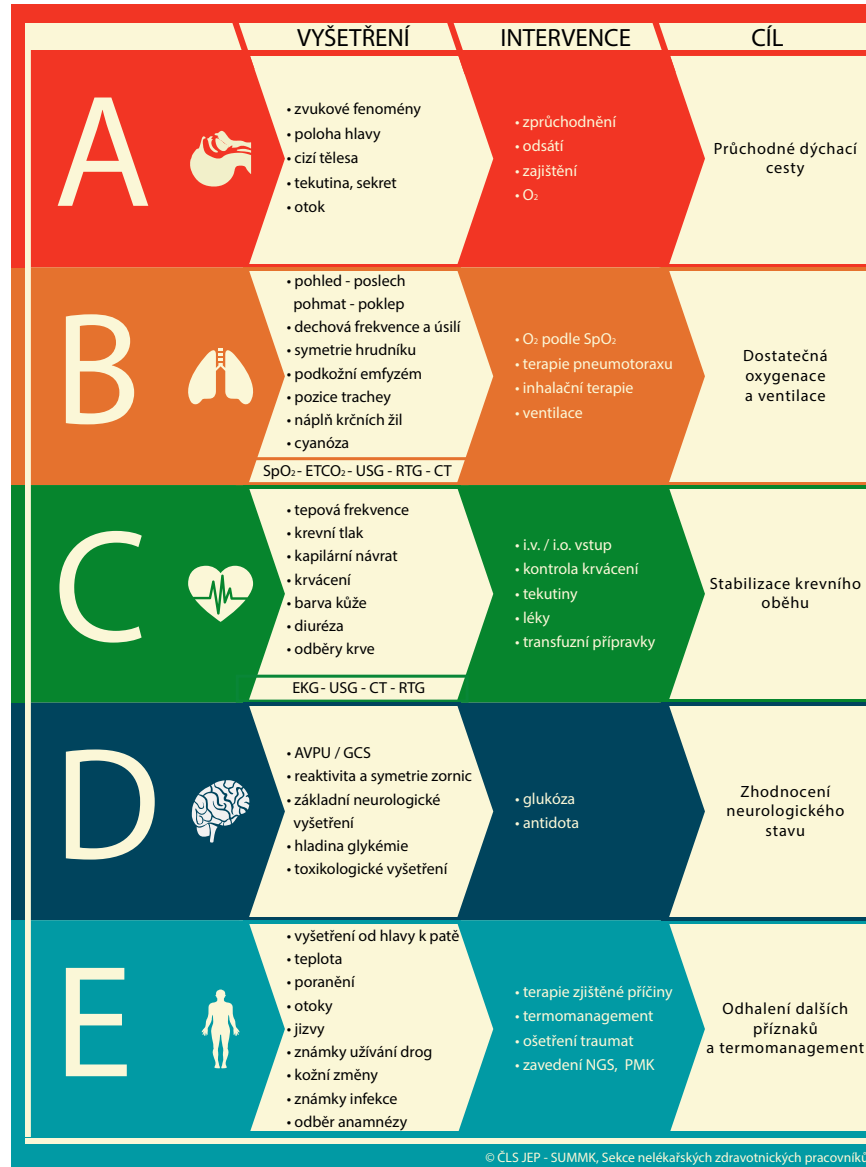 VYŠETŘENÍ
INTERVENCE
CÍL
A
• zvukové fenomény
• poloha hlavy
• cizí tělesa
• tekutina, sekret
• otok
• zprůchodnění
• odsátí
• zajištění
• O₂
Průchodné dýchací
cesty
B
• pohled - poslech
pohmat - poklep
• dechová frekvence a úsilí
• symetrie hrudníku
• podkožní emfyzém
• pozice trachey
• náplň krčních žil
• cyanóza
SpO₂ - ETCO₂ - USG - RTG - CT
• O₂ podle SpO₂
• terapie pneumotoraxu
• inhalační terapie
• ventilace
Dostatečná
oxygenace
a ventilace
C
• tepová frekvence
• krevní tlak
• kapilární návrat
• krvácení
• barva kůže
• diuréza
• odběry krve
EKG - USG - CT - RTG
• i.v. / i.o. vstup
• kontrola krvácení
• tekutiny
• léky
• transfuzní přípravky
Stabilizace krevního
oběhu
D
• AVPU / GCS
• reaktivita a symetrie zornic
• základní neurologické
vyšetření
• hladina glykémie
• toxikologické vyšetření
• glukóza
• antidota
Zhodnocení
neurologického
stavu
E
• vyšetření od hlavy k patě
• teplota
• poranění
• otoky
• jizvy
• známky užívání drog
• kožní změny
• známky infekce
• odběr anamnézy
• terapie zjištěné příčiny
• termomanagement
• ošetření traumat
• zavedení NGS, PMK
Odhalení dalších
příznaků
a termomanagement
© ČLS JEP - SUMMK, Sekce nelékařských zdravotnických pracovníků